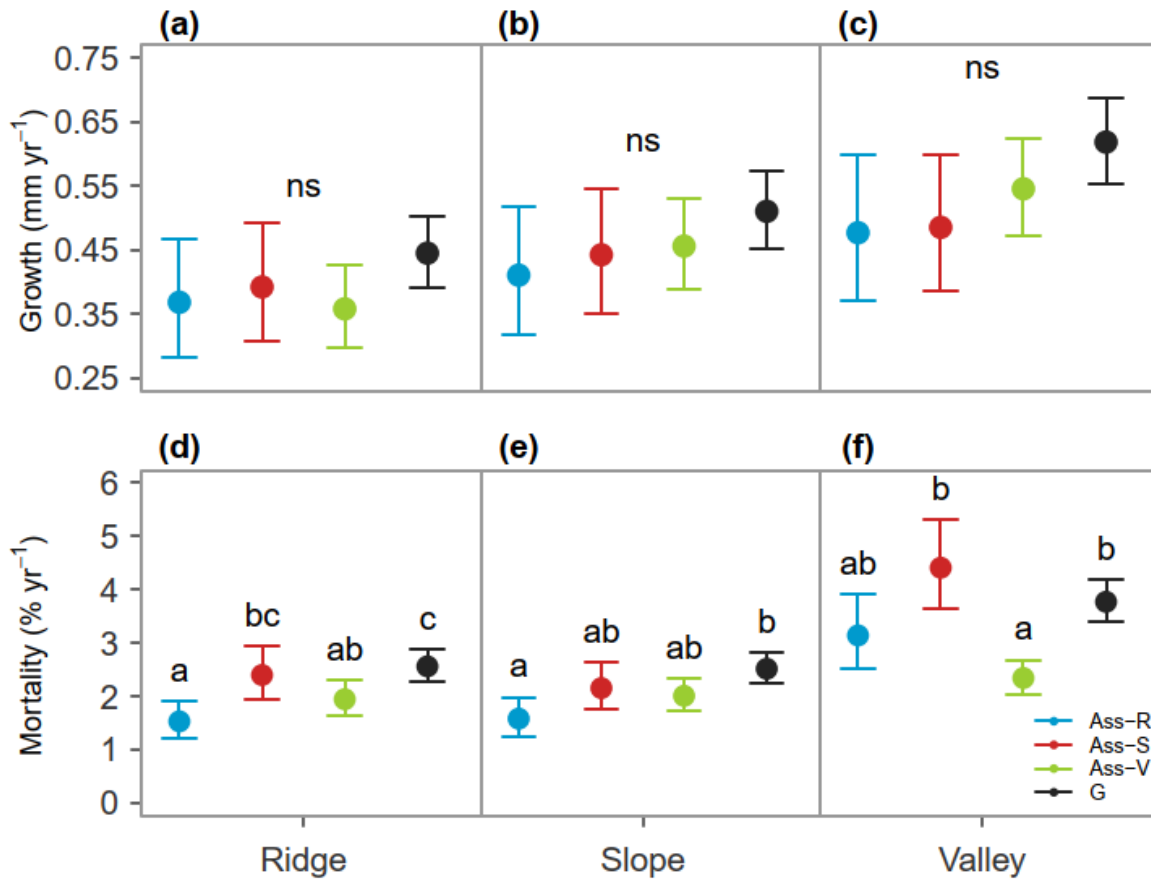 (a) (b) (c)
Growth (mm yr⁻¹)
0.75
0.65
0.55
0.45
0.35
0.25
ns
ns
ns
(d) (e) (f)
Mortality (% yr⁻¹)
6
5
4
3
2
1
0
a bc ab c
a ab ab b
ab b a b
Ass−R
Ass−S
Ass−V
G
Ridge Slope Valley